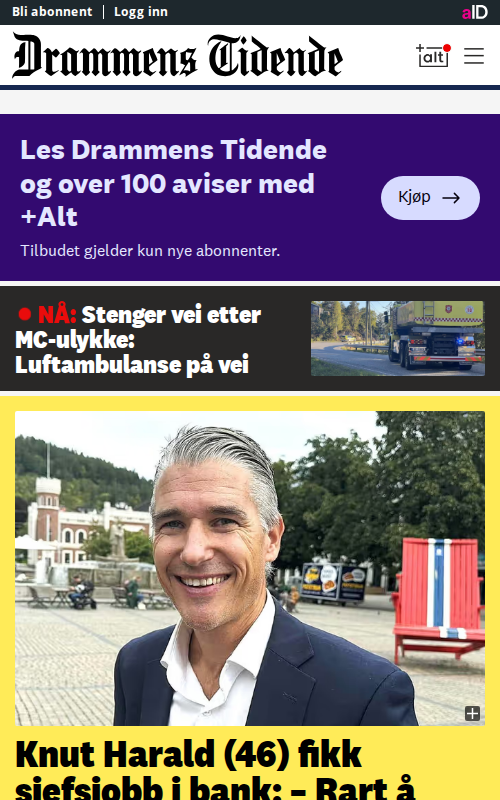 Bli abonnent
Logg inn
aID
Drammens Tidende
+alt
Les Drammens Tidende
og over 100 aviser med
+Alt
Kjøp
Tilbudet gjelder kun nye abonnenter.
NÅ: Stenger vei etter
MC-ulykke:
Luftambulanse på vei
Knut Harald (46) fikk
sjefsjobb i bank: – Rart å